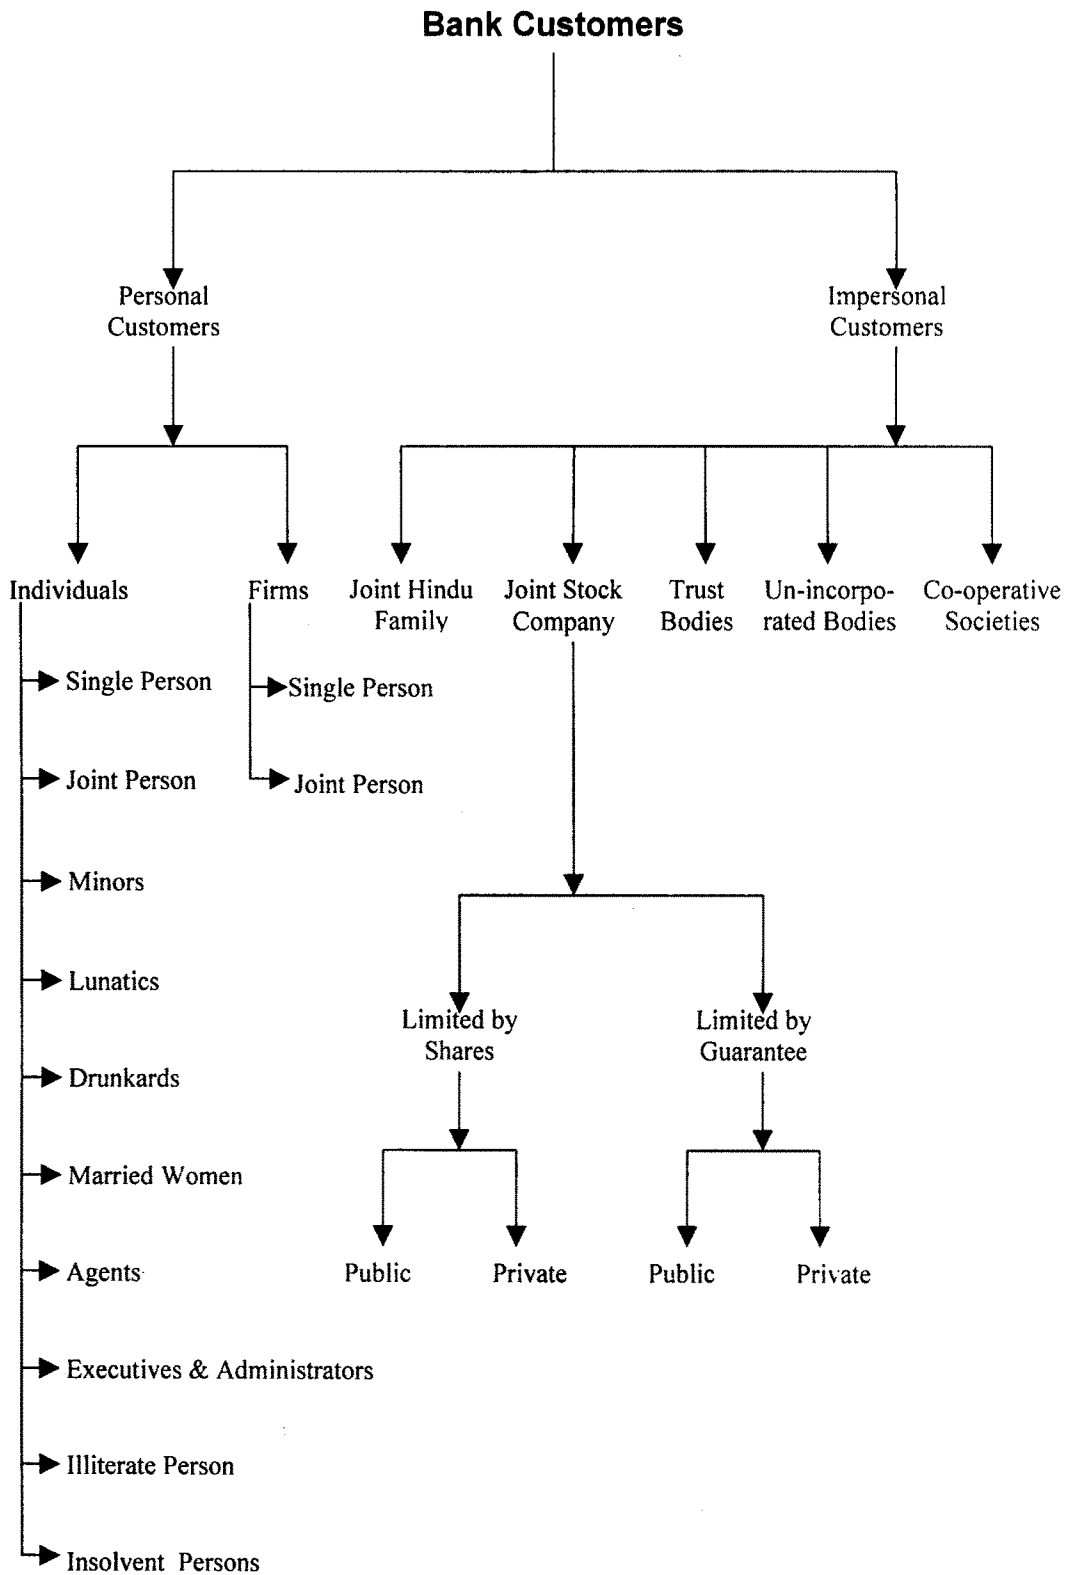 Bank Customers
Personal
Customers
Impersonal
Customers
Individuals
Firms
Joint Hindu
Family
Joint Stock
Company
Trust
Bodies
Un-incorpo-
rated Bodies
Co-operative
Societies
Single Person
Joint Person
Minors
Lunatics
Drunkards
Married Women
Agents
Executives & Administrators
Illiterate Person
Insolvent Persons
Single Person
Joint Person
Limited by
Shares
Limited by
Guarantee
Public
Private
Public
Private